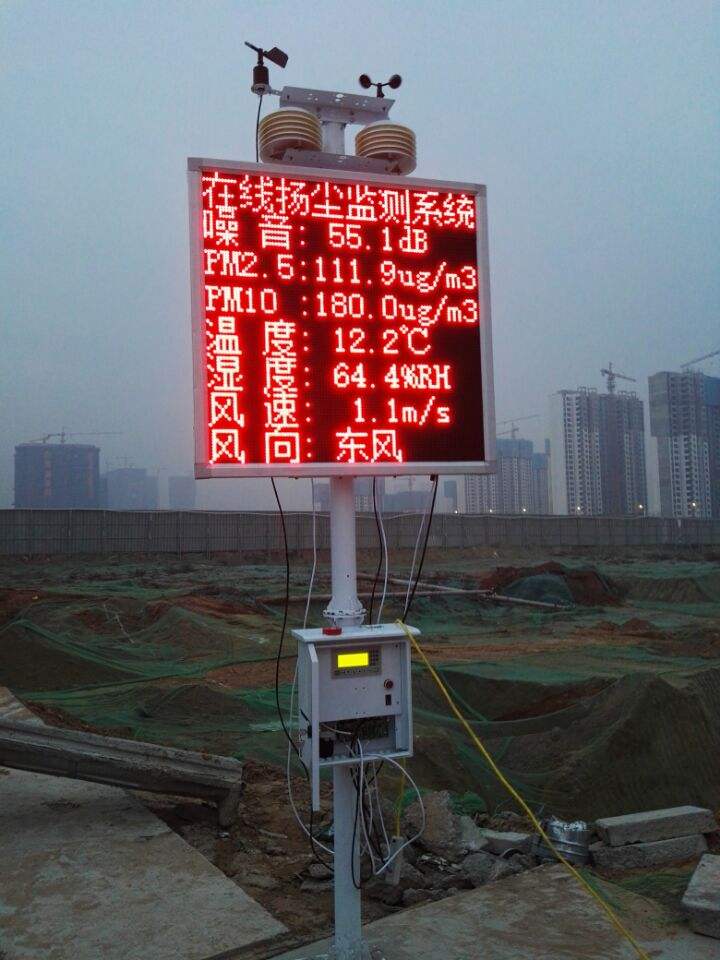 在线扬尘监测系统
噪 音: 55.1dB
PM2.5:111.9ug/m3
PM10 :180.0ug/m3
温 度: 12.2℃
湿 度: 64.4%RH
风 速: 1.1m/s
风 向: 东风